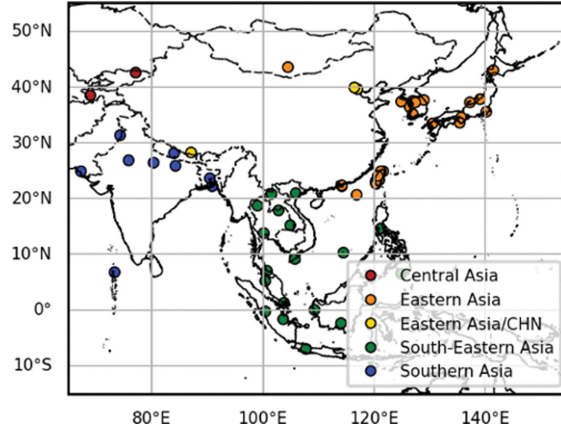 50°N
40°N
30°N
20°N
10°N
0°
10°S
80°E
100°E
120°E
140°E
Central Asia
Eastern Asia
Eastern Asia/CHN
South-Eastern Asia
Southern Asia